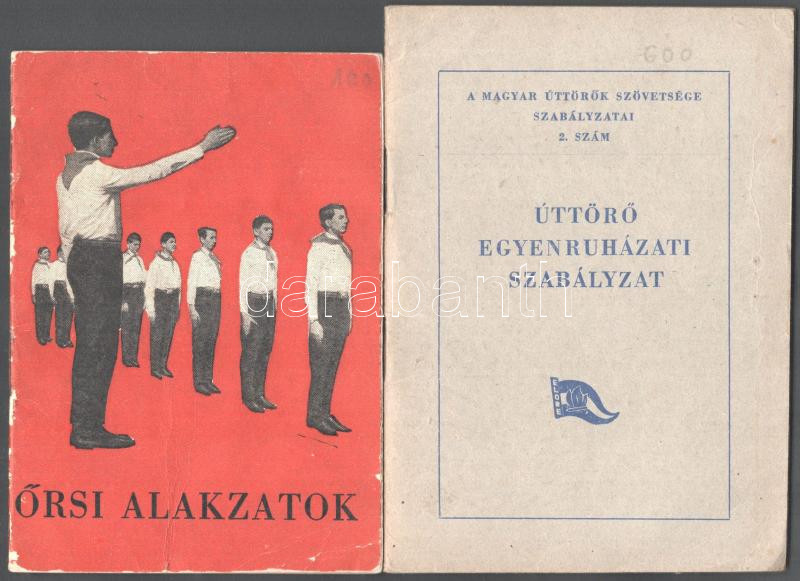 100
ŐRSI ALAKZATOK
600
A MAGYAR ÚTTÖRŐK SZÖVETSÉGE
SZABÁLYZATAI
2. SZÁM
ÚTTÖRŐ
EGYENRUHÁZATI
SZABÁLYZAT
ELŐRE
darabanth